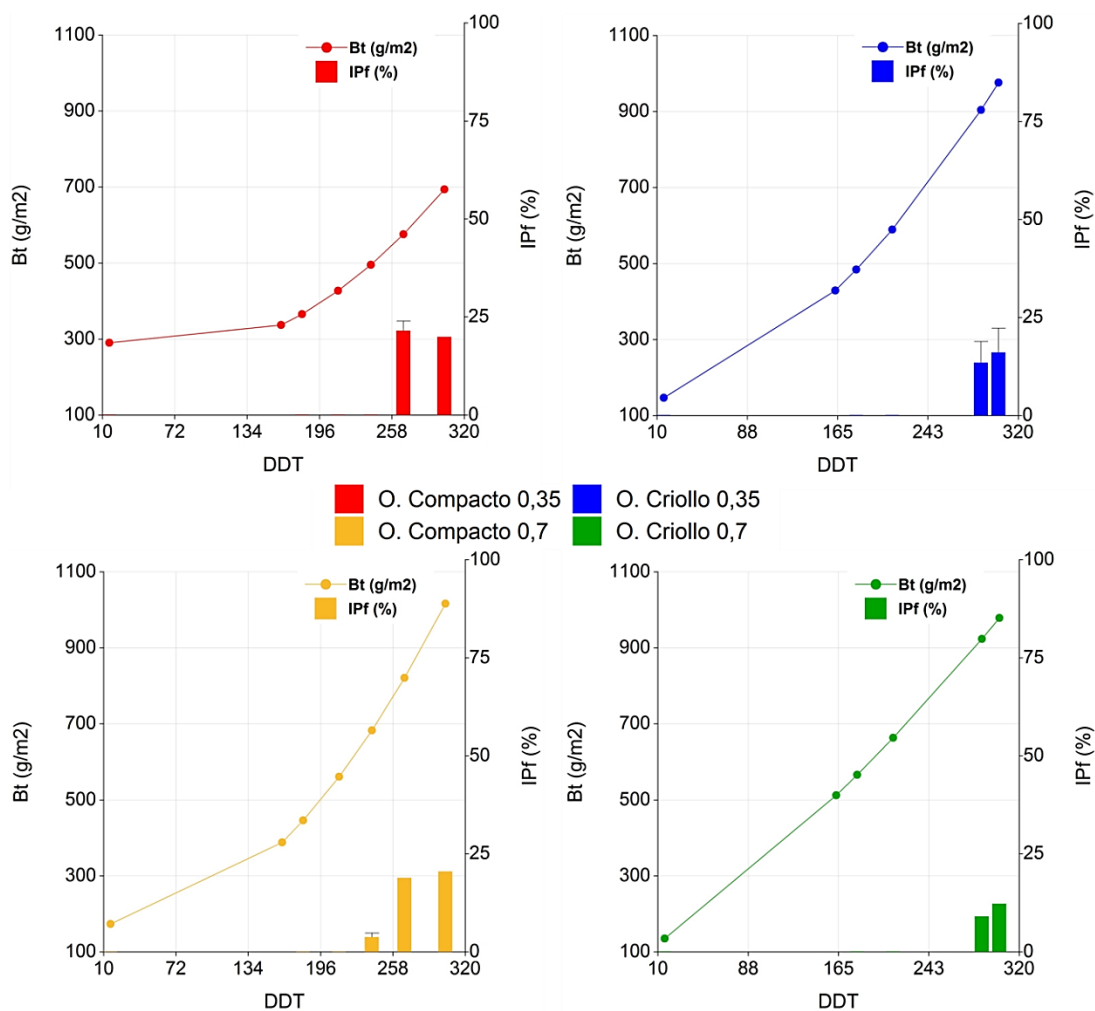 100
1100
Bt (g/m2)
IPf (%)
900
75
700
50
500
25
300
100
0
10 72 134 196 258 320
DDT
Bt (g/m2)
IPf (%)
100
1100
Bt (g/m2)
IPf (%)
900
75
700
50
500
25
300
100
0
10 88 165 243 320
DDT
Bt (g/m2)
IPf (%)
O. Compacto 0,35 O. Criollo 0,35
O. Compacto 0,7 O. Criollo 0,7
100
1100
Bt (g/m2)
IPf (%)
900
75
700
50
500
25
300
100
0
10 72 134 196 258 320
DDT
Bt (g/m2)
IPf (%)
100
1100
Bt (g/m2)
IPf (%)
900
75
700
50
500
25
300
100
0
10 88 165 243 320
DDT
Bt (g/m2)
IPf (%)